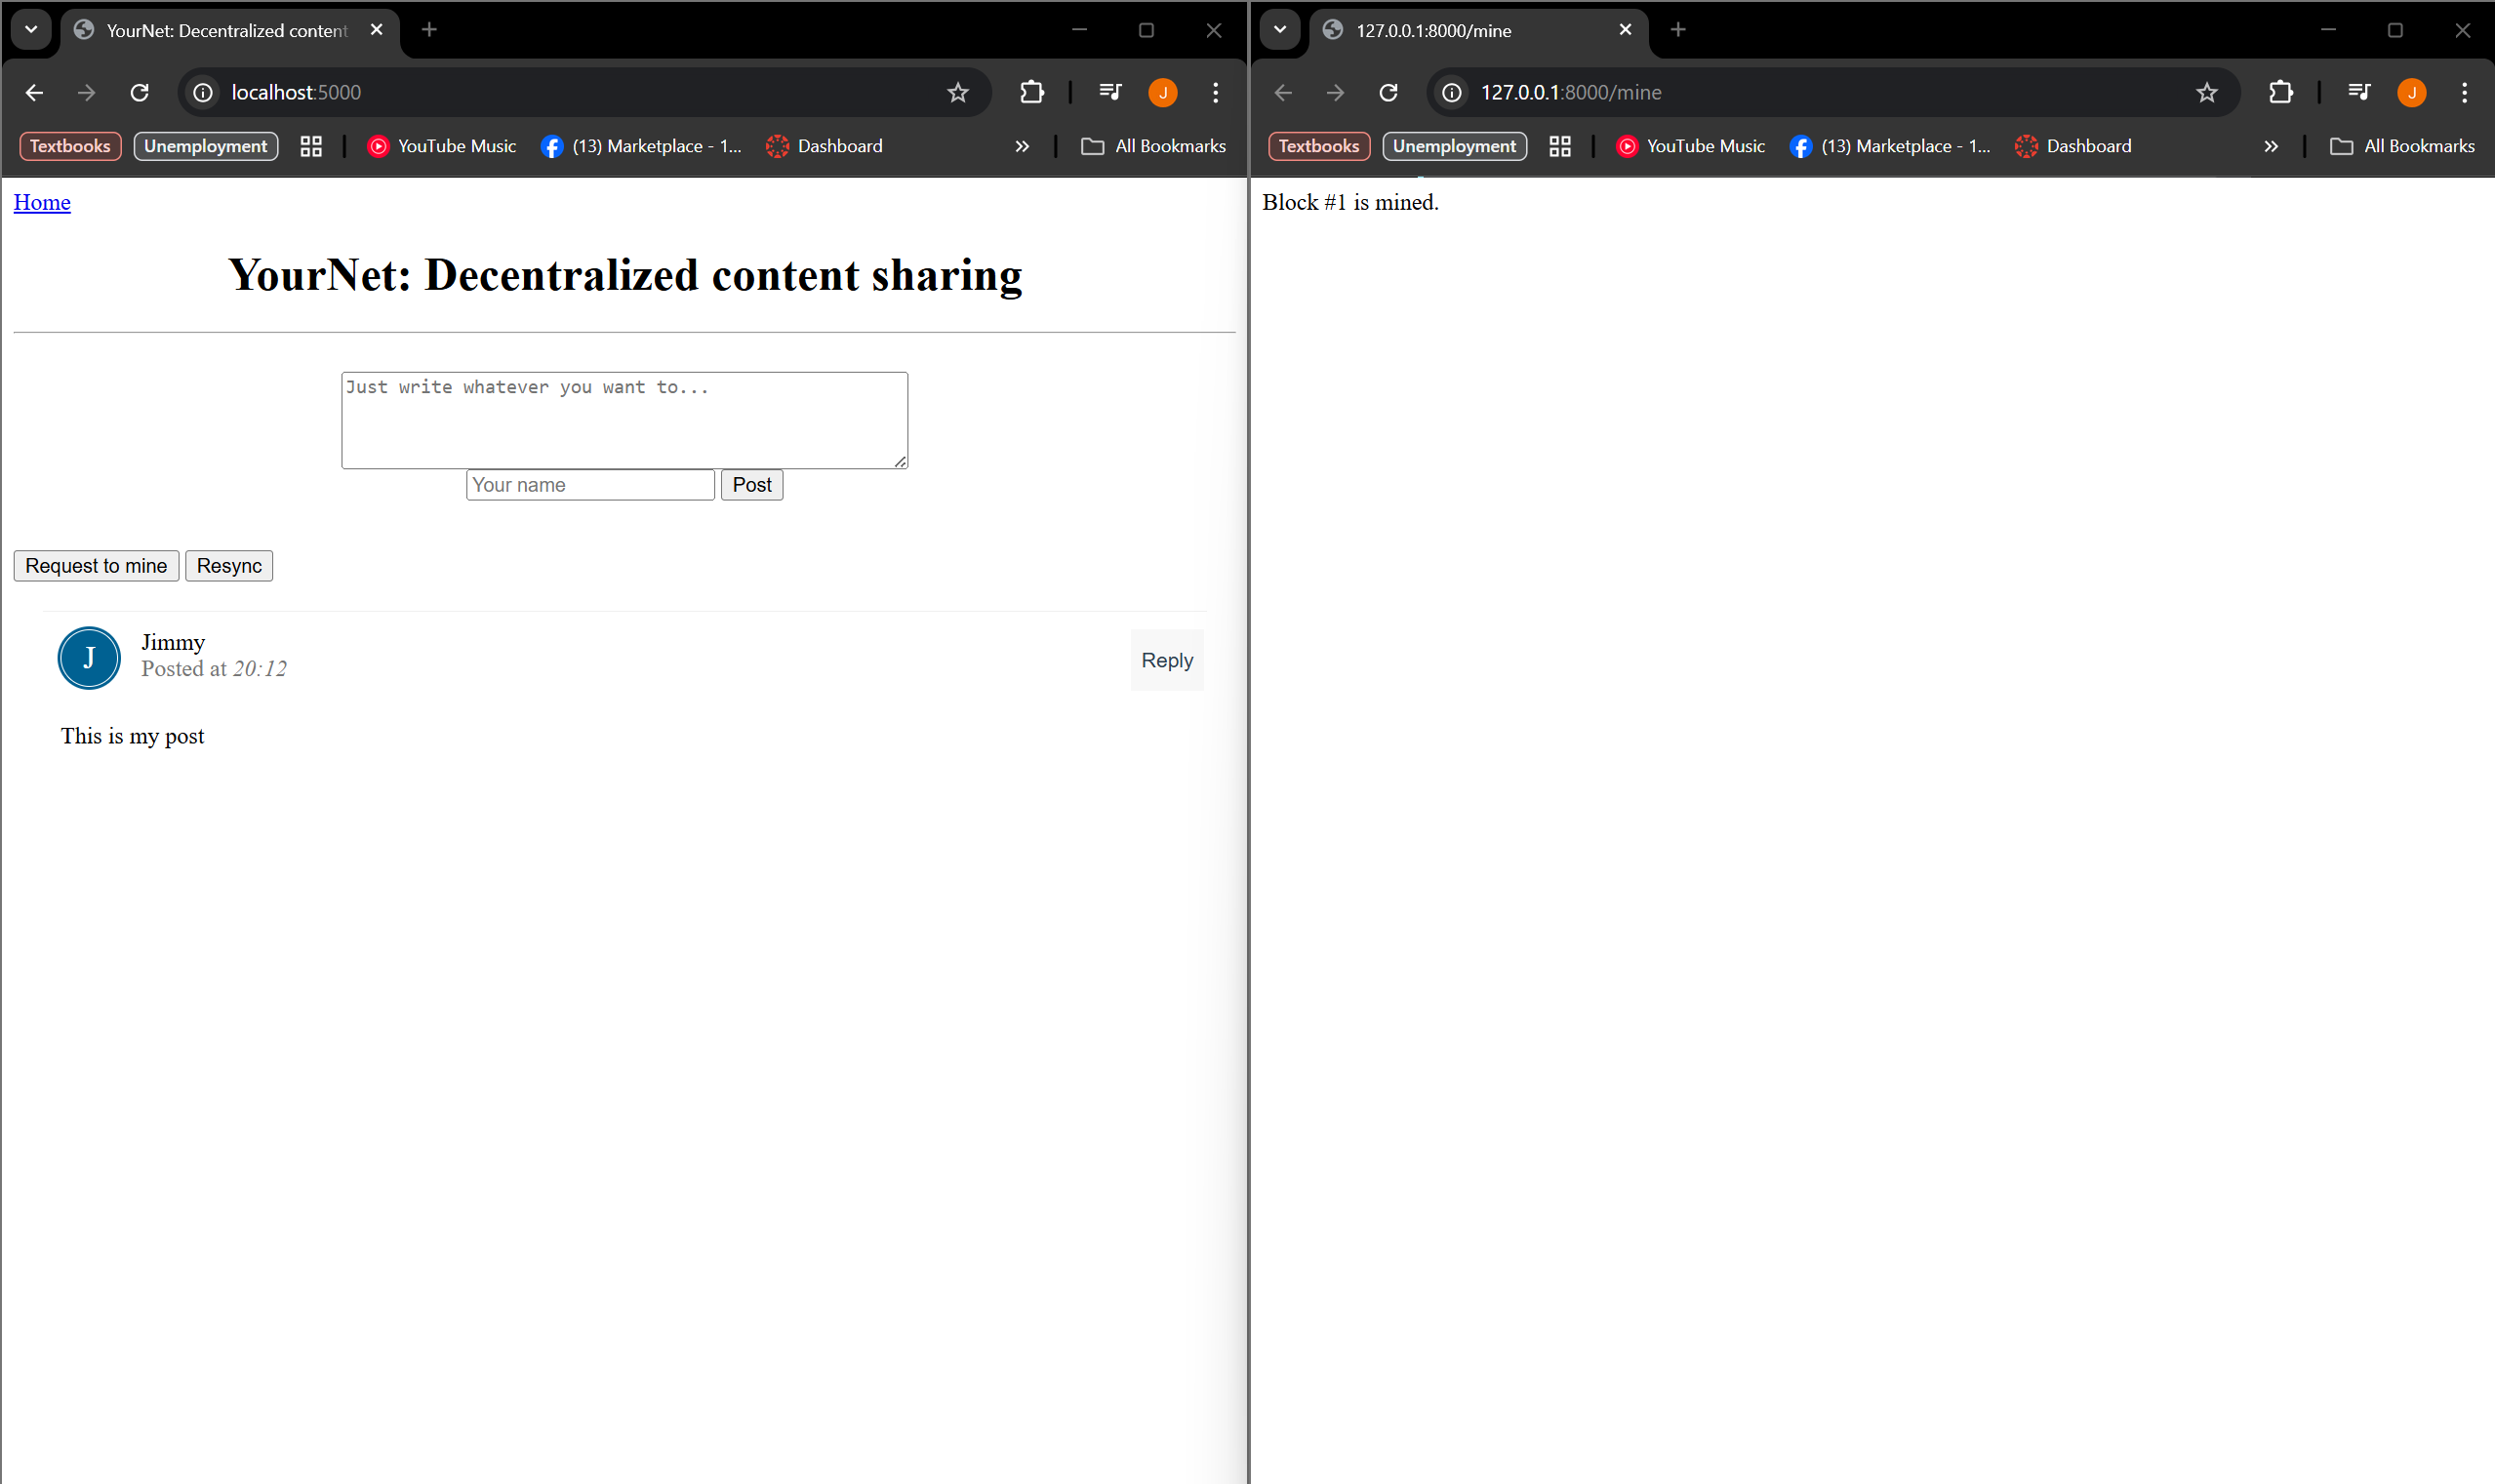 YourNet: Decentralized content
localhost:5000
J
Textbooks
Unemployment
YouTube Music
(13) Marketplace - 1...
Dashboard
All Bookmarks
Home
YourNet: Decentralized content sharing
Just write whatever you want to...
Your name
Post
Request to mine
Resync
J
Jimmy
Posted at 20:12
Reply
This is my post
127.0.0.1:8000/mine
127.0.0.1:8000/mine
J
Textbooks
Unemployment
YouTube Music
(13) Marketplace - 1...
Dashboard
All Bookmarks
Block #1 is mined.